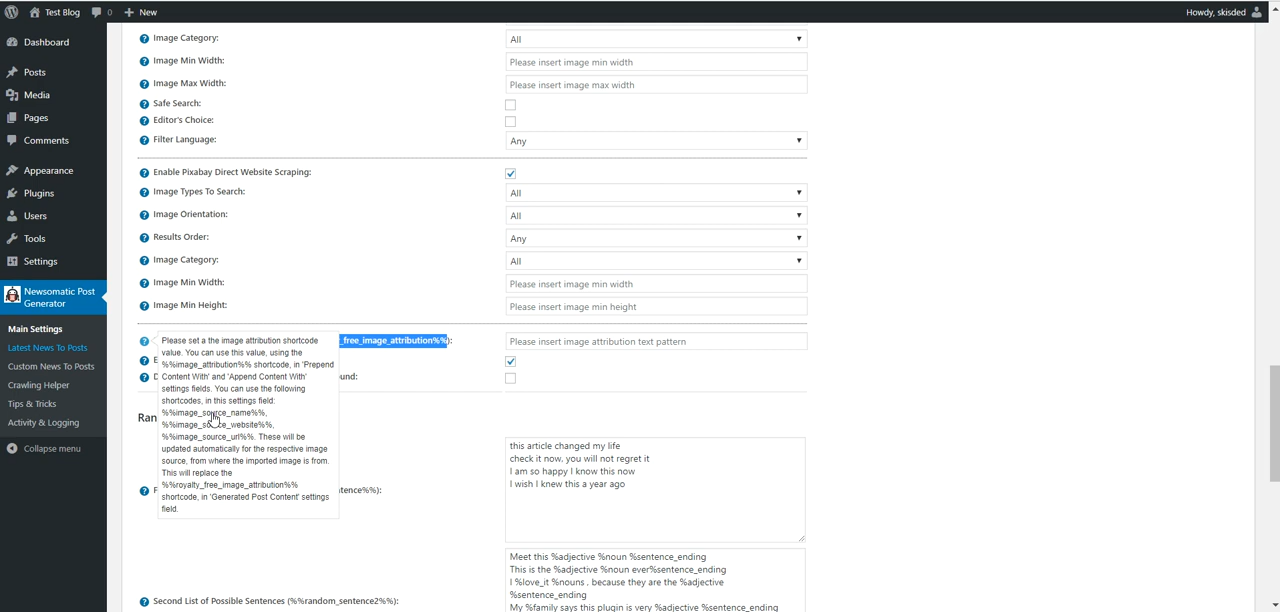 Test Blog 0 New Howdy, skisded
Dashboard
Posts
Media
Pages
Comments
Appearance
Plugins
Users
Tools
Settings
Newsomatic Post
Generator
Main Settings
Latest News To Posts
Custom News To Posts
Crawling Helper
Tips & Tricks
Activity & Logging
Collapse menu
Image Category: All
Image Min Width: Please insert image min width
Image Max Width: Please insert image max width
Safe Search:
Editor's Choice:
Filter Language: Any
Enable Pixabay Direct Website Scraping:
Image Types To Search: All
Image Orientation: All
Results Order: Any
Image Category: All
Image Min Width: Please insert image min width
Image Min Height: Please insert image min height
_free_image_attribution%%): Please insert image attribution text pattern
Please set a the image attribution shortcode
value. You can use this value, using the
%%image_attribution%% shortcode, in 'Prepend
Content With' and 'Append Content With'
settings fields. You can use the following
shortcodes, in this settings field:
%%image_source_name%%,
%%image_source_website%%,
%%image_source_url%%. These will be
updated automatically for the respective image
source, from where the imported image is from.
This will replace the
%%royalty_free_image_attribution%%
shortcode, in 'Generated Post Content' settings
field.
E
D ound:
Ran
this article changed my life
check it now, you will not regret it
I am so happy I know this now
I wish I knew this a year ago
F tence%%):
Meet this %adjective %noun %sentence_ending
This is the %adjective %noun ever%sentence_ending
I %love_it %nouns , because they are the %adjective
%sentence_ending
My %family says this plugin is very %adjective %sentence_ending
Second List of Possible Sentences (%%random_sentence2%%):